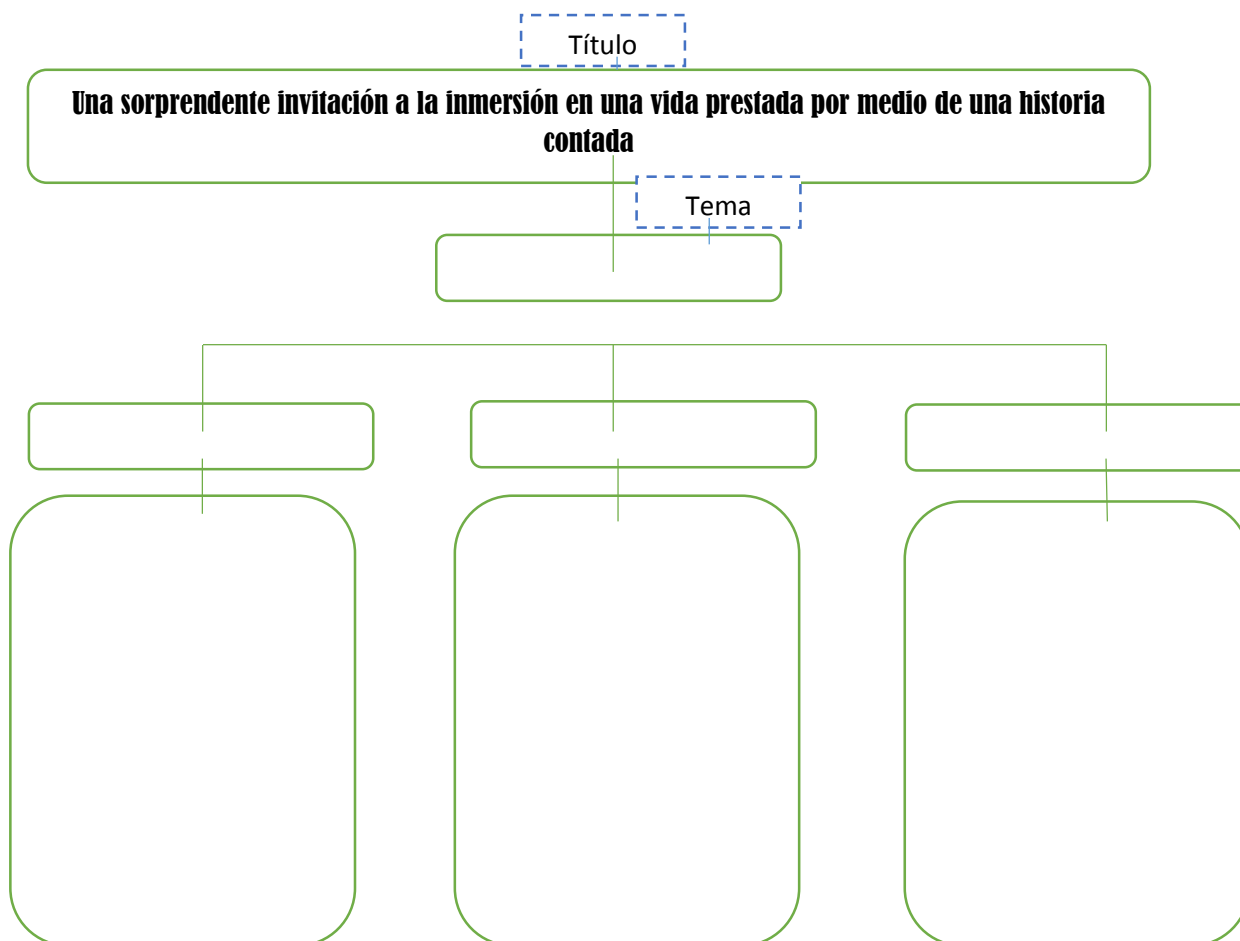 Título
Una sorprendente invitación a la inmersión en una vida prestada por medio de una historia
contada
Tema